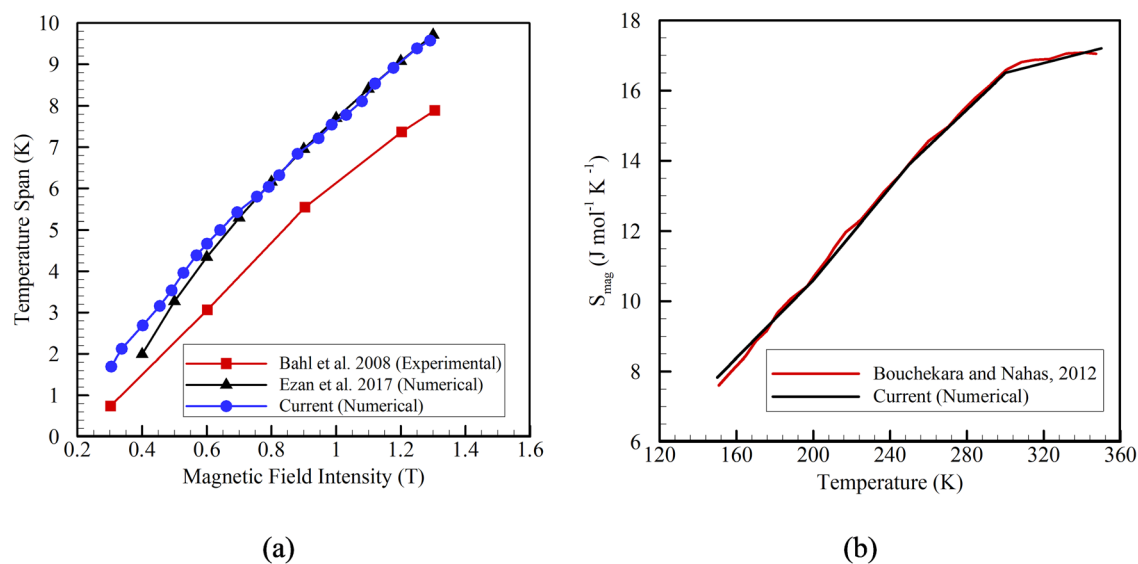 10
9
8
7
6
5
4
3
2
1
0
Temperature Span (K)
0.2 0.4 0.6 0.8 1 1.2 1.4 1.6
Magnetic Field Intensity (T)
Bahl et al. 2008 (Experimental)
Ezan et al. 2017 (Numerical)
Current (Numerical)
(a)
18
16
14
12
10
8
6
S_mag (J mol⁻¹ K ⁻¹)
120 160 200 240 280 320 360
Temperature (K)
Bouchekara and Nahas, 2012
Current (Numerical)
(b)